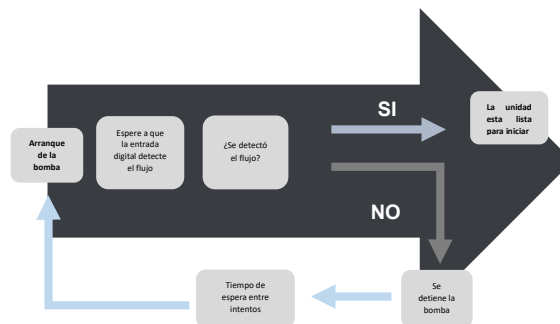 Arranque
de la
bomba
Espere a que
la entrada
digital detecte
el flujo
¿Se detectó
el flujo?
SI
La unidad
esta lista
para iniciar
NO
Se
detiene la
bomba
Tiempo de
espera entre
intentos